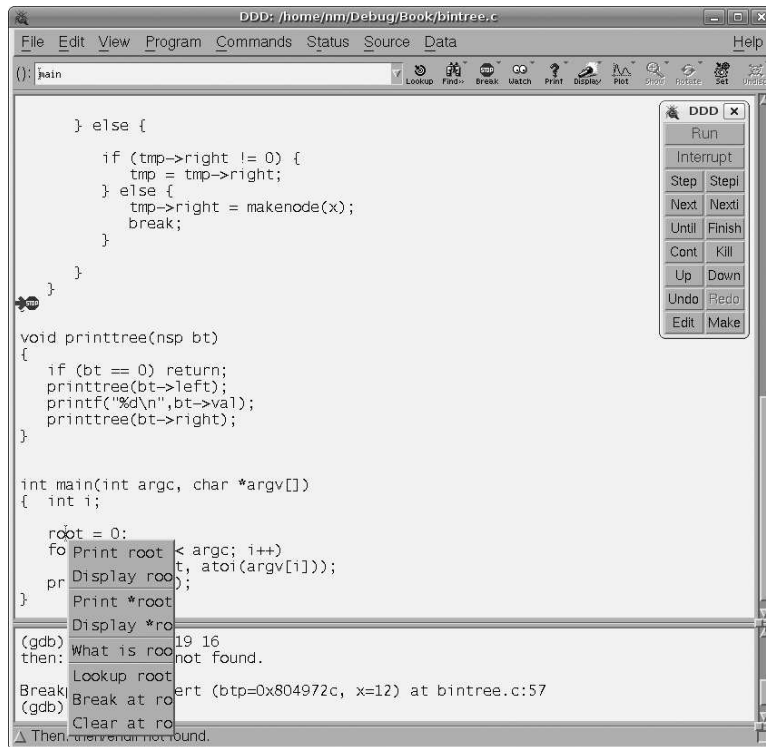 DDD: /home/nm/Debug/Book/bintree.c
File Edit View Program Commands Status Source Data Help
(): main
Lookup Find>> Break Watch Print Display Plot Show Rotate Set Undisp
} else {
if (tmp->right != 0) {
tmp = tmp->right;
} else {
tmp->right = makenode(x);
break;
}
}
}
STOP
void printtree(nsp bt)
{
if (bt == 0) return;
printtree(bt->left);
printf("%d\n",bt->val);
printtree(bt->right);
}
int main(int argc, char *argv[])
{ int i;
root = 0;
fo < argc; i++)
t, atoi(argv[i]));
pr );
}
DDD
Run
Interrupt
Step Stepi
Next Nexti
Until Finish
Cont Kill
Up Down
Undo Redo
Edit Make
Print root
Display roo
Print *root
Display *ro
What is roo
Lookup root
Break at ro
Clear at ro
(gdb) 19 16
then: not found.
Break ert (btp=0x804972c, x=12) at bintree.c:57
(gdb)
Then: then/endif not found.